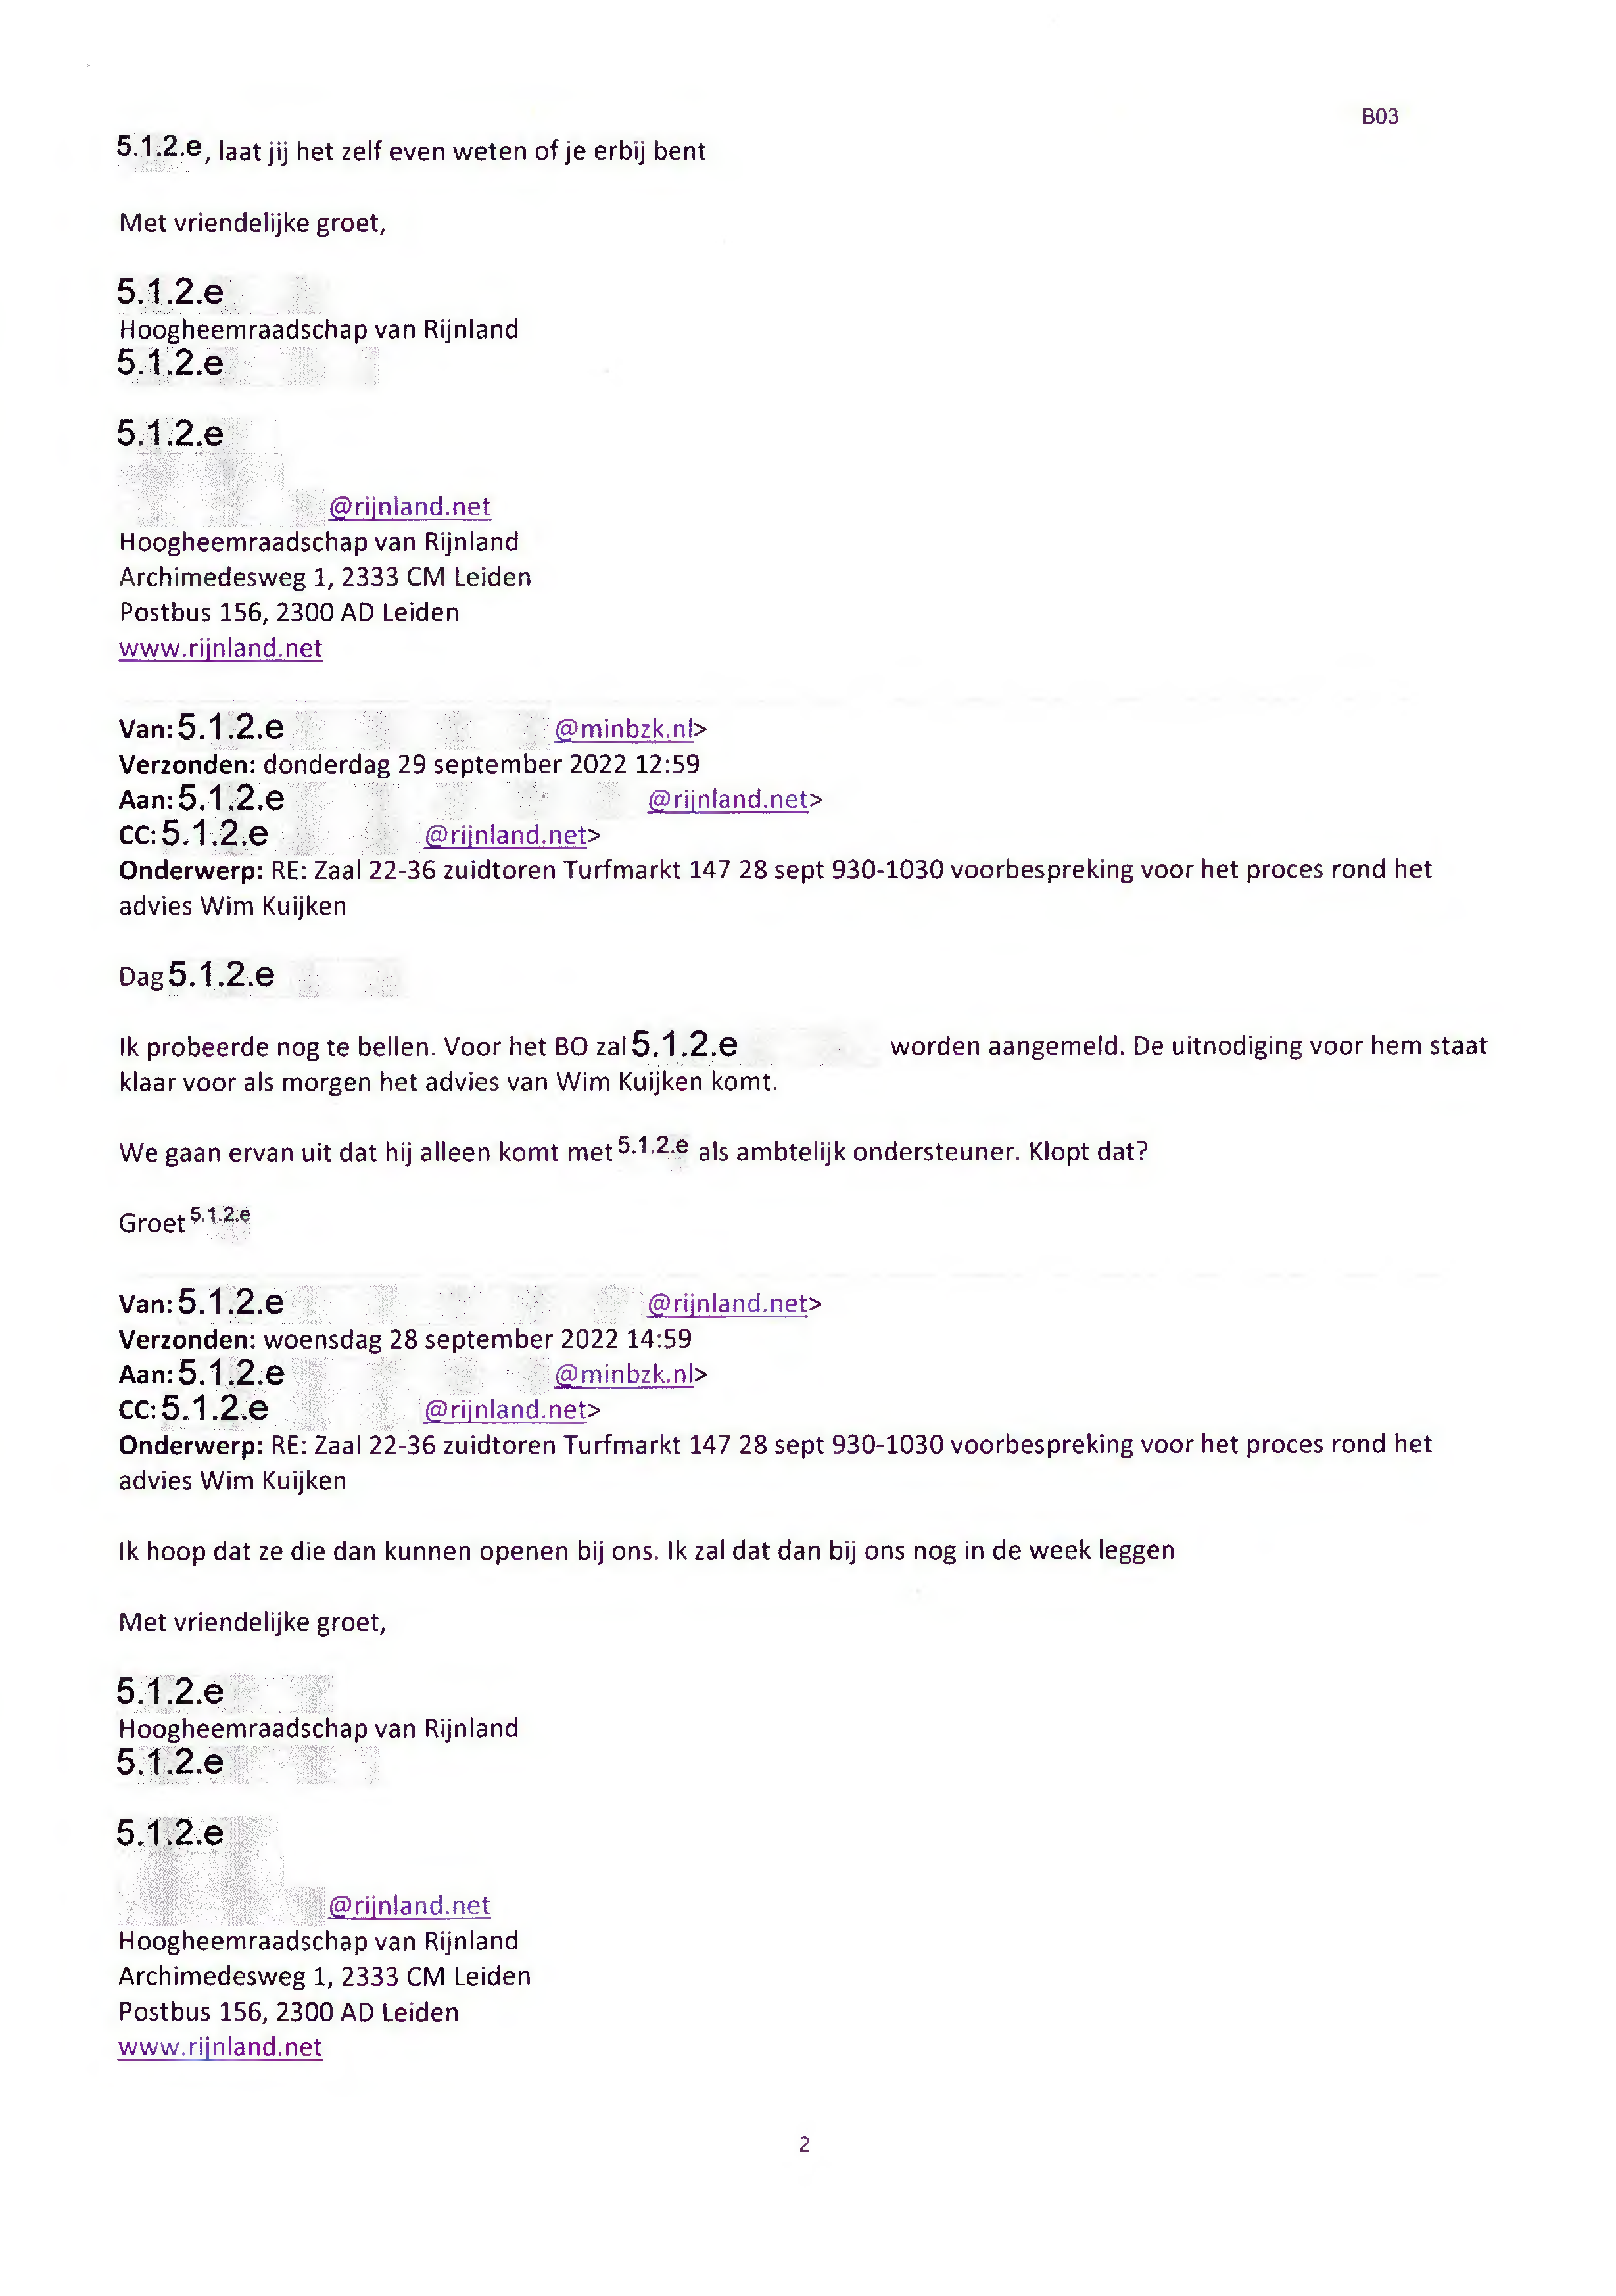 B03
5.1.2.e, laat jij het zelf even weten of je erbij bent
Met vriendelijke groet,
5.1.2.e
Hoogheemraadschap van Rijnland
5.1.2.e
5.1.2.e
@rijnland.net
Hoogheemraadschap van Rijnland
Archimedesweg 1, 2333 CM Leiden
Postbus 156, 2300 AD Leiden
www.rijnland.net
Van: 5.1.2.e @minbzk.nl>
Verzonden: donderdag 29 september 2022 12:59
Aan: 5.1.2.e @rijnland.net>
CC: 5.1.2.e @rijnland.net>
Onderwerp: RE: Zaal 22-36 zuidtoren Turfmarkt 147 28 sept 930-1030 voorbespreking voor het proces rond het
advies Wim Kuijken
Dag 5.1.2.e
Ik probeerde nog te bellen. Voor het BO zal 5.1.2.e worden aangemeld. De uitnodiging voor hem staat
klaar voor als morgen het advies van Wim Kuijken komt.
We gaan ervan uit dat hij alleen komt met 5.1.2.e als ambtelijk ondersteuner. Klopt dat?
Groet 5.1.2.e
Van: 5.1.2.e @rijnland.net>
Verzonden: woensdag 28 september 2022 14:59
Aan: 5.1.2.e @minbzk.nl>
CC: 5.1.2.e @rijnland.net>
Onderwerp: RE: Zaal 22-36 zuidtoren Turfmarkt 147 28 sept 930-1030 voorbespreking voor het proces rond het
advies Wim Kuijken
Ik hoop dat ze die dan kunnen openen bij ons. Ik zal dat dan bij ons nog in de week leggen
Met vriendelijke groet,
5.1.2.e
Hoogheemraadschap van Rijnland
5.1.2.e
5.1.2.e
@rijnland.net
Hoogheemraadschap van Rijnland
Archimedesweg 1, 2333 CM Leiden
Postbus 156, 2300 AD Leiden
www.rijnland.net
2